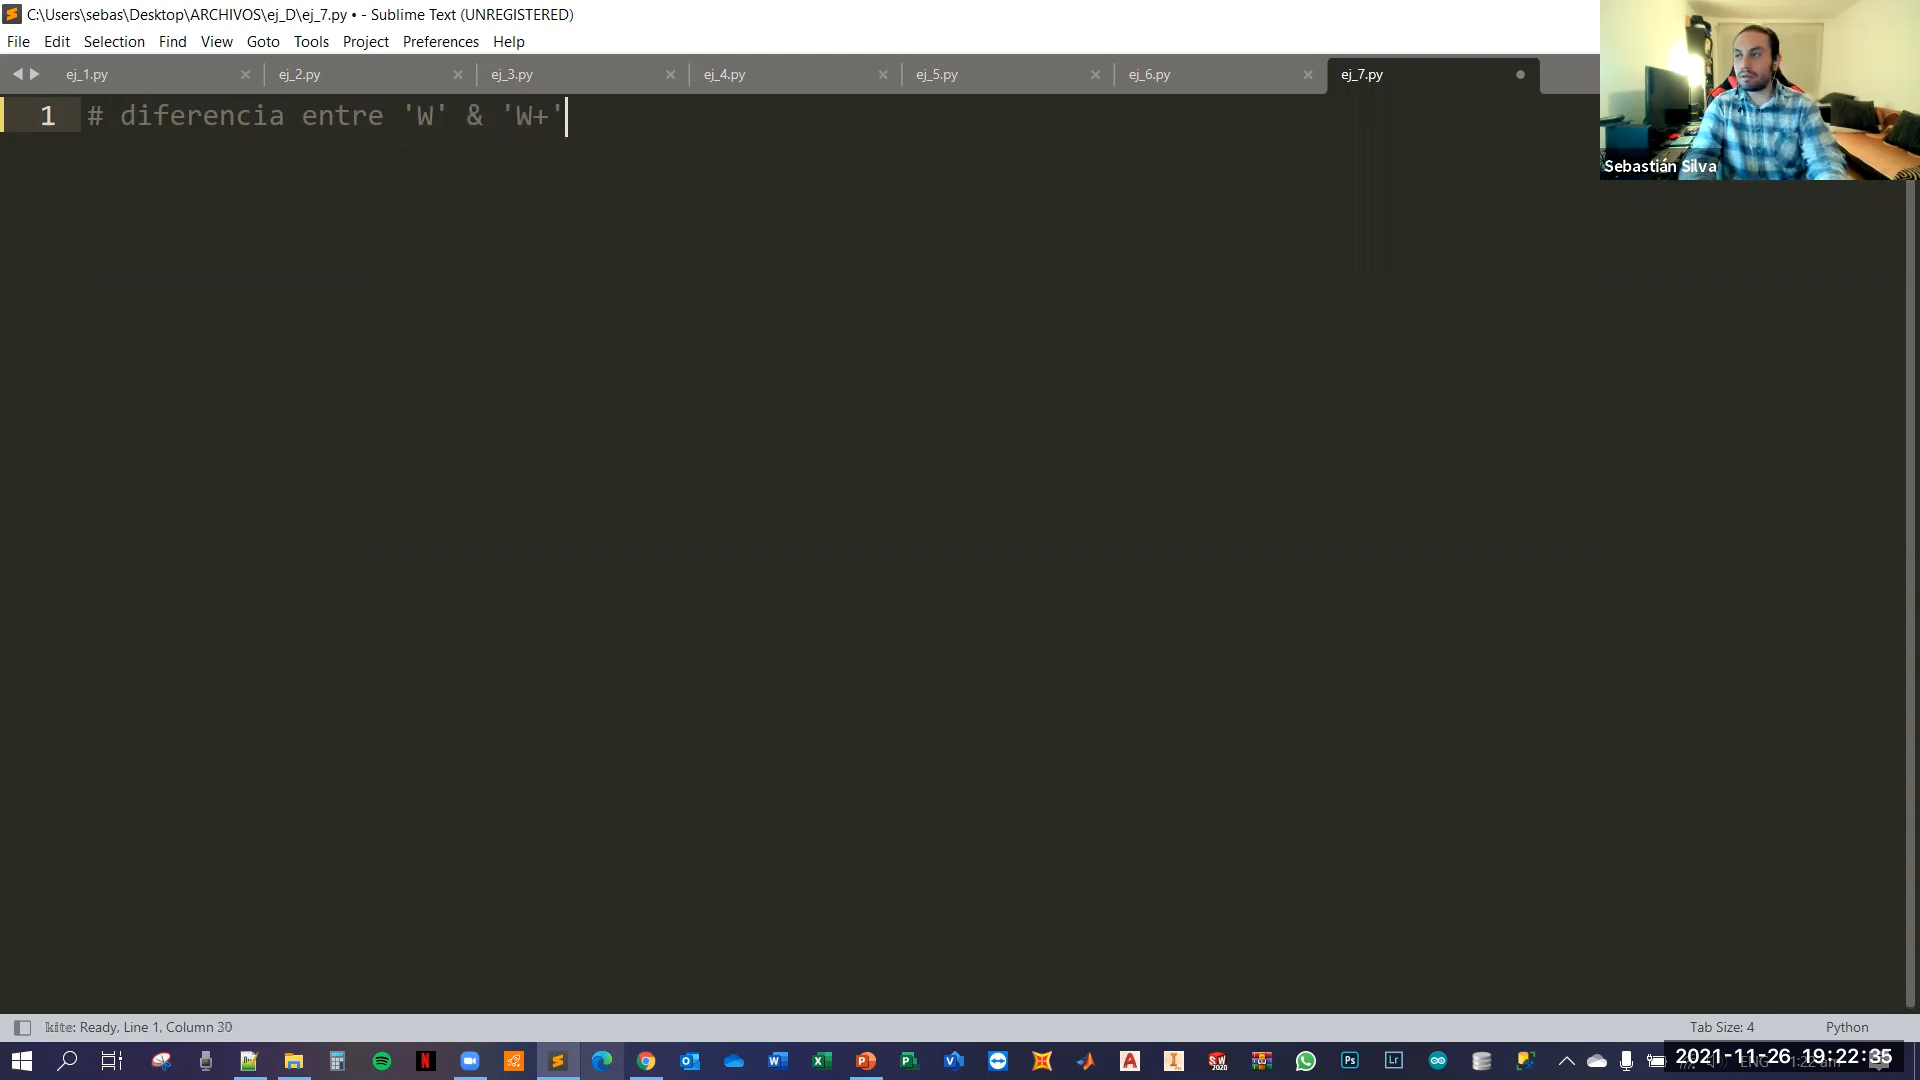 C:\Users\sebas\Desktop\ARCHIVOS\ej_D\ej_7.py • - Sublime Text (UNREGISTERED)
File Edit Selection Find View Goto Tools Project Preferences Help
ej_1.py ej_2.py ej_3.py ej_4.py ej_5.py ej_6.py ej_7.py
1 # diferencia entre 'W' & 'W+'
Sebastián Silva
kite: Ready, Line 1, Column 30
Tab Size: 4 Python
2021-11-26 19:22:35